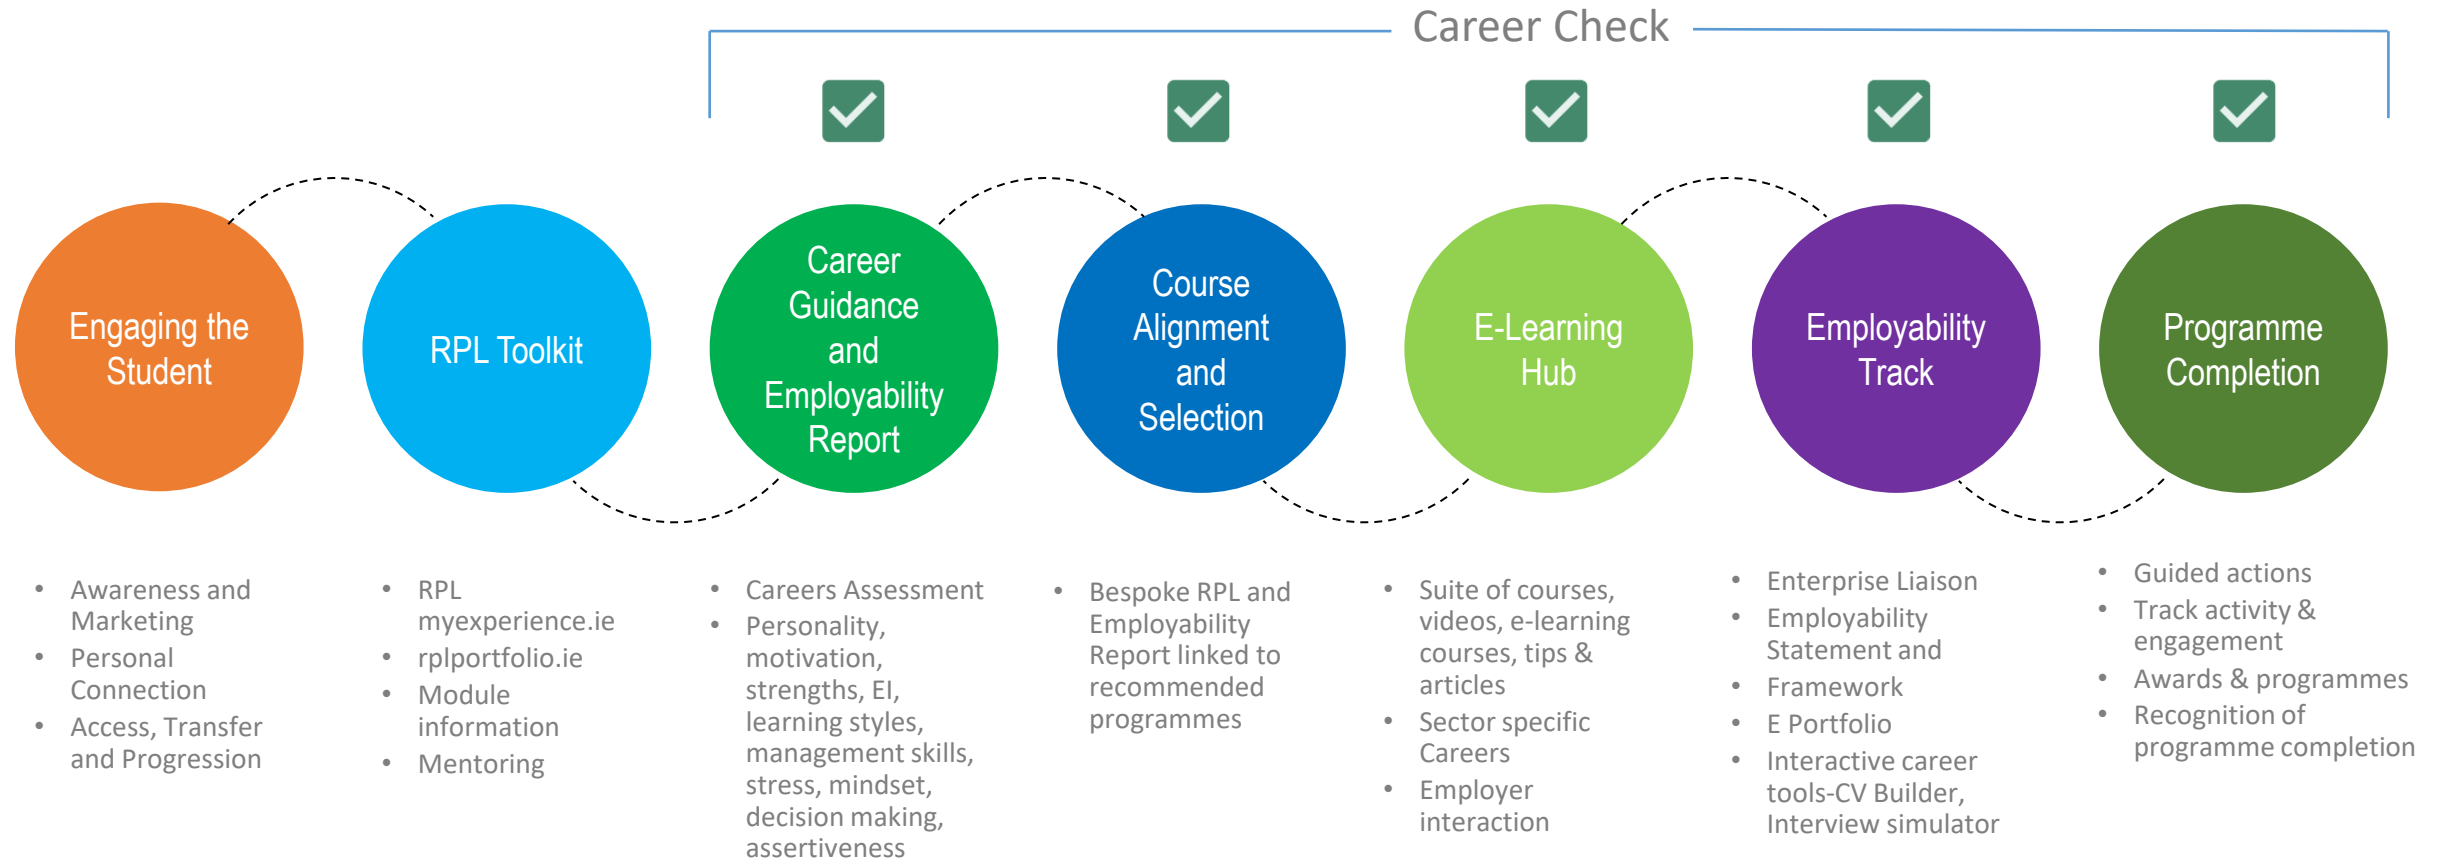 Career Check
Engaging the
Student
RPL Toolkit
Career
Guidance
and
Employability
Report
Course
Alignment
and
Selection
E-Learning
Hub
Employability
Track
Programme
Completion
• Awareness and
Marketing
• Personal
Connection
• Access, Transfer
and Progression
• RPL
myexperience.ie
• rplportfolio.ie
• Module
information
• Mentoring
• Careers Assessment
• Personality,
motivation,
strengths, EI,
learning styles,
management skills,
stress, mindset,
decision making,
assertiveness
• Bespoke RPL and
Employability
Report linked to
recommended
programmes
• Suite of courses,
videos, e-learning
courses, tips &
articles
• Sector specific
Careers
• Employer
interaction
• Enterprise Liaison
• Employability
Statement and
• Framework
• E Portfolio
• Interactive career
tools-CV Builder,
Interview simulator
• Guided actions
• Track activity &
engagement
• Awards & programmes
• Recognition of
programme completion